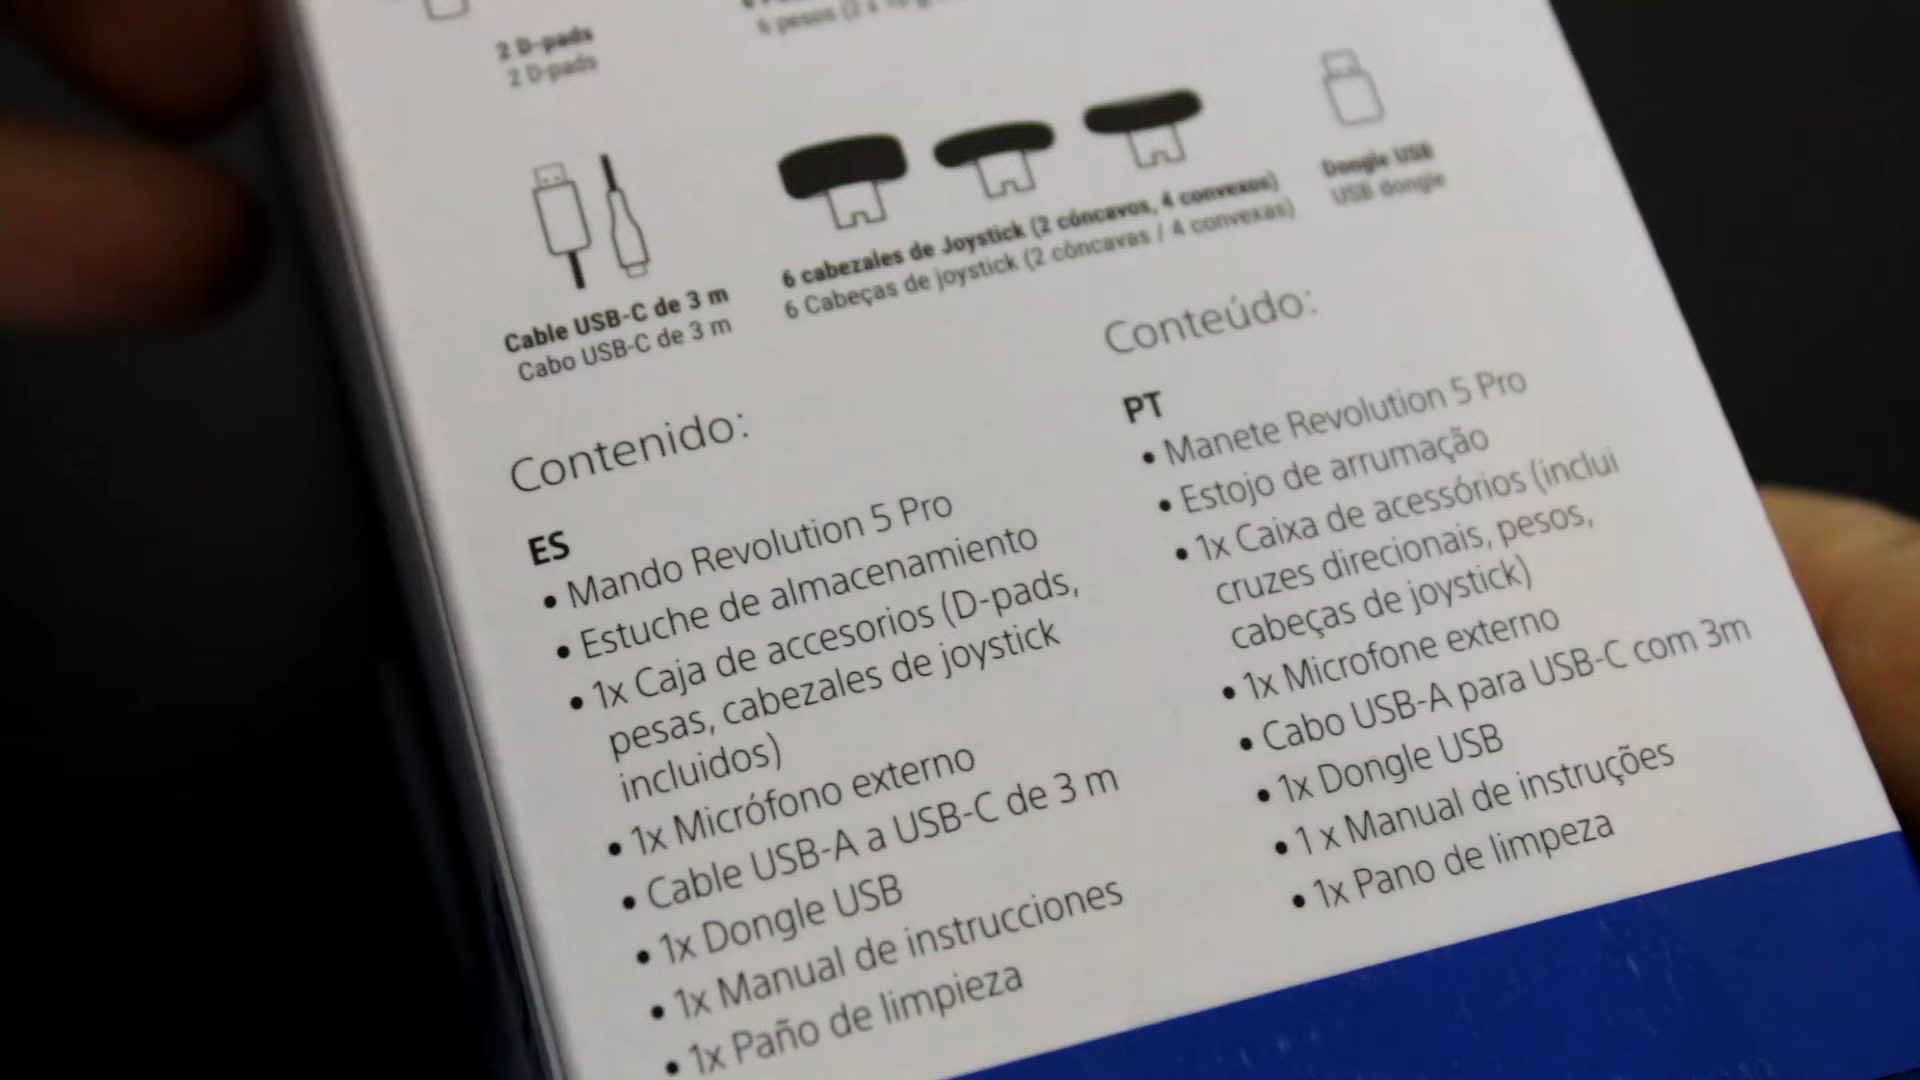 2 D-pads
2 D-pads
6 pesos (
Cable USB-C de 3 m
Cabo USB-C de 3 m
6 cabezales de Joystick (2 cóncavos, 4 convexos)
6 Cabeças de joystick (2 côncavas / 4 convexas)
Dongle USB
USB dongle
Contenido:
ES
• Mando Revolution 5 Pro
• Estuche de almacenamiento
• 1x Caja de accesorios (D-pads,
pesas, cabezales de joystick
incluidos)
• 1x Micrófono externo
• Cable USB-A a USB-C de 3 m
• 1x Dongle USB
• 1x Manual de instrucciones
• 1x Paño de limpieza
Conteúdo:
PT
• Manete Revolution 5 Pro
• Estojo de arrumação
• 1x Caixa de acessórios (inclui
cruzes direcionais, pesos,
cabeças de joystick)
• 1x Microfone externo
• Cabo USB-A para USB-C com 3m
• 1x Dongle USB
• 1 x Manual de instruções
• 1x Pano de limpeza